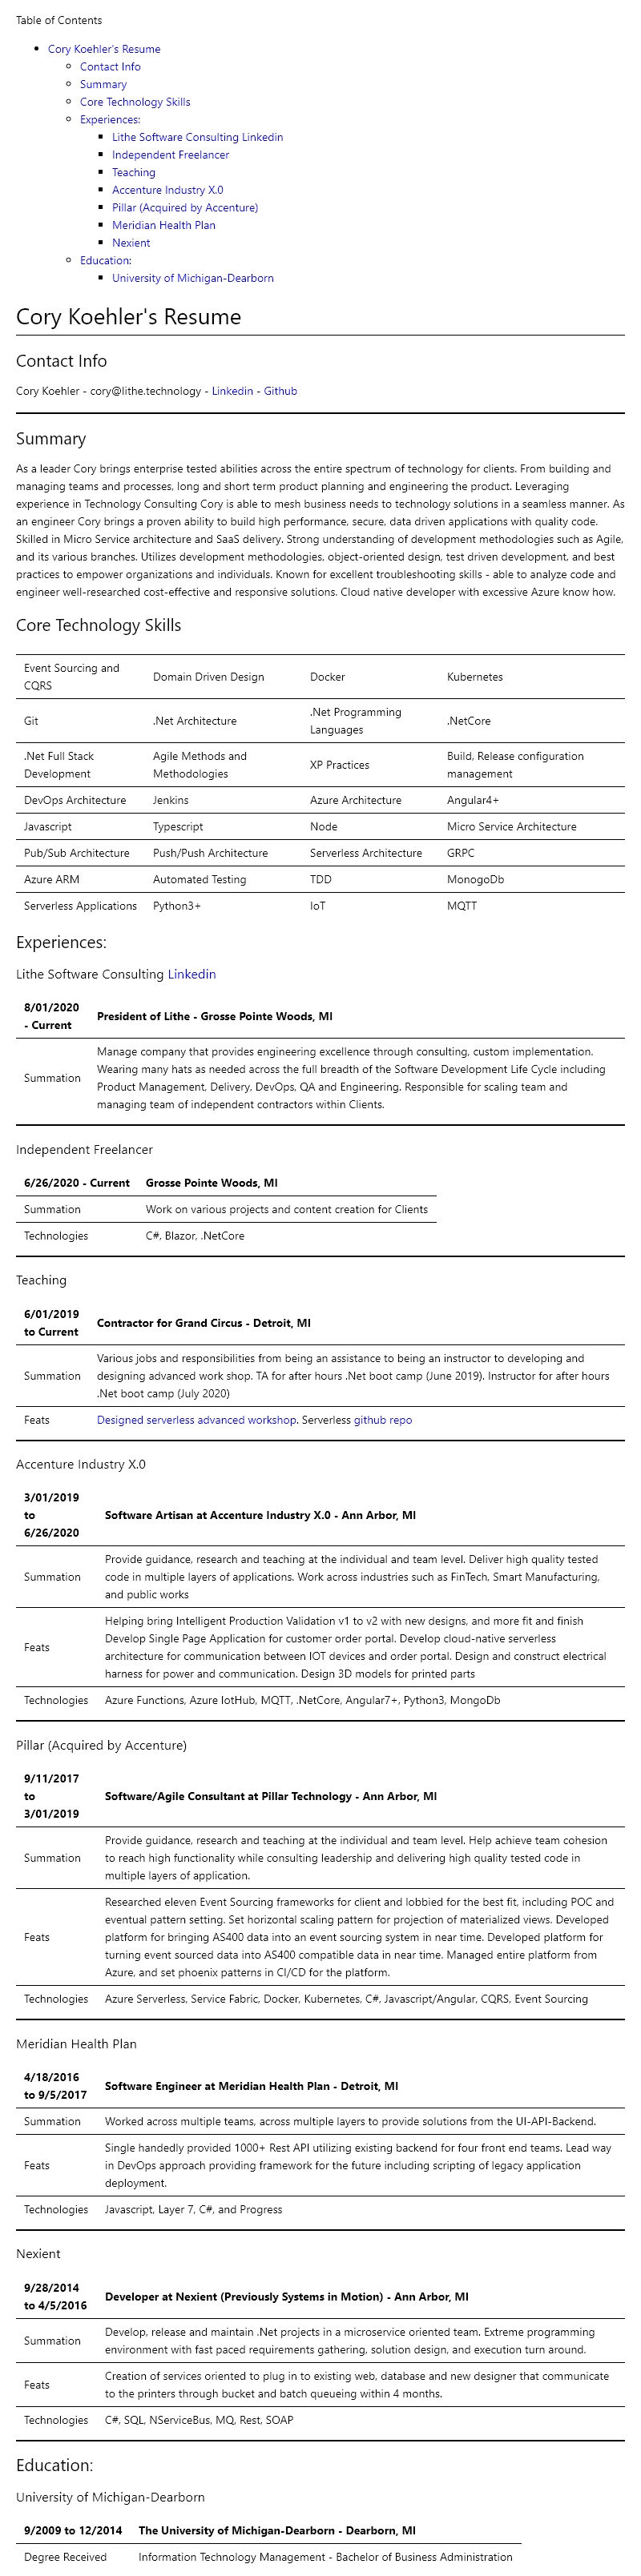 Table of Contents
Cory Koehler's Resume
Contact Info
Summary
Core Technology Skills
Experiences:
Lithe Software Consulting Linkedin
Independent Freelancer
Teaching
Accenture Industry X.0
Pillar (Acquired by Accenture)
Meridian Health Plan
Nexient
Education:
University of Michigan-Dearborn
Cory Koehler's Resume
Contact Info
Cory Koehler - cory@lithe.technology - Linkedin - Github
Summary
As a leader Cory brings enterprise tested abilities across the entire spectrum of technology for clients. From building and
managing teams and processes, long and short term product planning and engineering the product. Leveraging
experience in Technology Consulting Cory is able to mesh business needs to technology solutions in a seamless manner. As
an engineer Cory brings a proven ability to build high performance, secure, data driven applications with quality code.
Skilled in Micro Service architecture and SaaS delivery. Strong understanding of development methodologies such as Agile,
and its various branches. Utilizes development methodologies, object-oriented design, test driven development, and best
practices to empower organizations and individuals. Known for excellent troubleshooting skills - able to analyze code and
engineer well-researched cost-effective and responsive solutions. Cloud native developer with excessive Azure know how.
Core Technology Skills
Event Sourcing and
CQRS
Domain Driven Design
Docker
Kubernetes
Git
.Net Architecture
.Net Programming
Languages
.NetCore
.Net Full Stack
Development
Agile Methods and
Methodologies
XP Practices
Build, Release configuration
management
DevOps Architecture
Jenkins
Azure Architecture
Angular4+
Javascript
Typescript
Node
Micro Service Architecture
Pub/Sub Architecture
Push/Push Architecture
Serverless Architecture
GRPC
Azure ARM
Automated Testing
TDD
MonogoDb
Serverless Applications
Python3+
IoT
MQTT
Experiences:
Lithe Software Consulting Linkedin
8/01/2020
- Current
President of Lithe - Grosse Pointe Woods, MI
Summation
Manage company that provides engineering excellence through consulting, custom implementation.
Wearing many hats as needed across the full breadth of the Software Development Life Cycle including
Product Management, Delivery, DevOps, QA and Engineering. Responsible for scaling team and
managing team of independent contractors within Clients.
Independent Freelancer
6/26/2020 - Current
Grosse Pointe Woods, MI
Summation
Work on various projects and content creation for Clients
Technologies
C#, Blazor, .NetCore
Teaching
6/01/2019
to Current
Contractor for Grand Circus - Detroit, MI
Summation
Various jobs and responsibilities from being an assistance to being an instructor to developing and
designing advanced work shop. TA for after hours .Net boot camp (June 2019). Instructor for after hours
.Net boot camp (July 2020)
Feats
Designed serverless advanced workshop. Serverless github repo
Accenture Industry X.0
3/01/2019
to
6/26/2020
Software Artisan at Accenture Industry X.0 - Ann Arbor, MI
Summation
Provide guidance, research and teaching at the individual and team level. Deliver high quality tested
code in multiple layers of applications. Work across industries such as FinTech, Smart Manufacturing,
and public works
Feats
Helping bring Intelligent Production Validation v1 to v2 with new designs, and more fit and finish
Develop Single Page Application for customer order portal. Develop cloud-native serverless
architecture for communication between IOT devices and order portal. Design and construct electrical
harness for power and communication. Design 3D models for printed parts
Technologies
Azure Functions, Azure IotHub, MQTT, .NetCore, Angular7+, Python3, MongoDb
Pillar (Acquired by Accenture)
9/11/2017
to
3/01/2019
Software/Agile Consultant at Pillar Technology - Ann Arbor, MI
Summation
Provide guidance, research and teaching at the individual and team level. Help achieve team cohesion
to reach high functionality while consulting leadership and delivering high quality tested code in
multiple layers of application.
Feats
Researched eleven Event Sourcing frameworks for client and lobbied for the best fit, including POC and
eventual pattern setting. Set horizontal scaling pattern for projection of materialized views. Developed
platform for bringing AS400 data into an event sourcing system in near time. Developed platform for
turning event sourced data into AS400 compatible data in near time. Managed entire platform from
Azure, and set phoenix patterns in CI/CD for the platform.
Technologies
Azure Serverless, Service Fabric, Docker, Kubernetes, C#, Javascript/Angular, CQRS, Event Sourcing
Meridian Health Plan
4/18/2016
to 9/5/2017
Software Engineer at Meridian Health Plan - Detroit, MI
Summation
Worked across multiple teams, across multiple layers to provide solutions from the UI-API-Backend.
Feats
Single handedly provided 1000+ Rest API utilizing existing backend for four front end teams. Lead way
in DevOps approach providing framework for the future including scripting of legacy application
deployment.
Technologies
Javascript, Layer 7, C#, and Progress
Nexient
9/28/2014
to 4/5/2016
Developer at Nexient (Previously Systems in Motion) - Ann Arbor, MI
Summation
Develop, release and maintain .Net projects in a microservice oriented team. Extreme programming
environment with fast paced requirements gathering, solution design, and execution turn around.
Feats
Creation of services oriented to plug in to existing web, database and new designer that communicate
to the printers through bucket and batch queueing within 4 months.
Technologies
C#, SQL, NServiceBus, MQ, Rest, SOAP
Education:
University of Michigan-Dearborn
9/2009 to 12/2014
The University of Michigan-Dearborn - Dearborn, MI
Degree Received
Information Technology Management - Bachelor of Business Administration